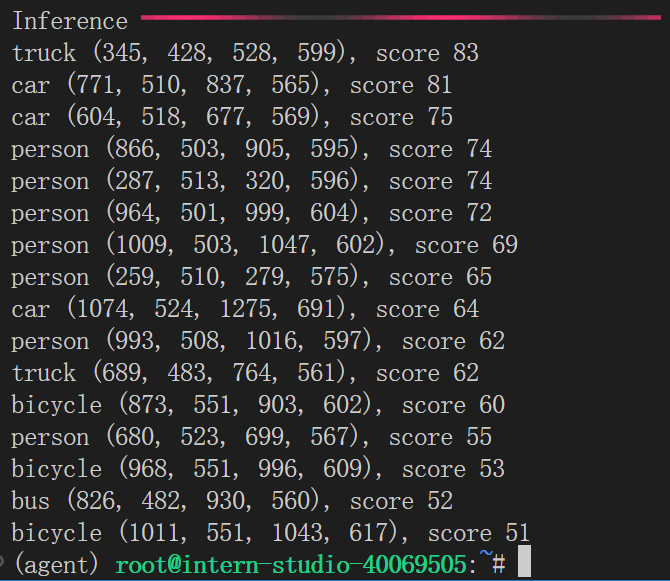 Inference
truck (345, 428, 528, 599), score 83
car (771, 510, 837, 565), score 81
car (604, 518, 677, 569), score 75
person (866, 503, 905, 595), score 74
person (287, 513, 320, 596), score 74
person (964, 501, 999, 604), score 72
person (1009, 503, 1047, 602), score 69
person (259, 510, 279, 575), score 65
car (1074, 524, 1275, 691), score 64
person (993, 508, 1016, 597), score 62
truck (689, 483, 764, 561), score 62
bicycle (873, 551, 903, 602), score 60
person (680, 523, 699, 567), score 55
bicycle (968, 551, 996, 609), score 53
bus (826, 482, 930, 560), score 52
bicycle (1011, 551, 1043, 617), score 51
(agent) root@intern-studio-40069505:~#